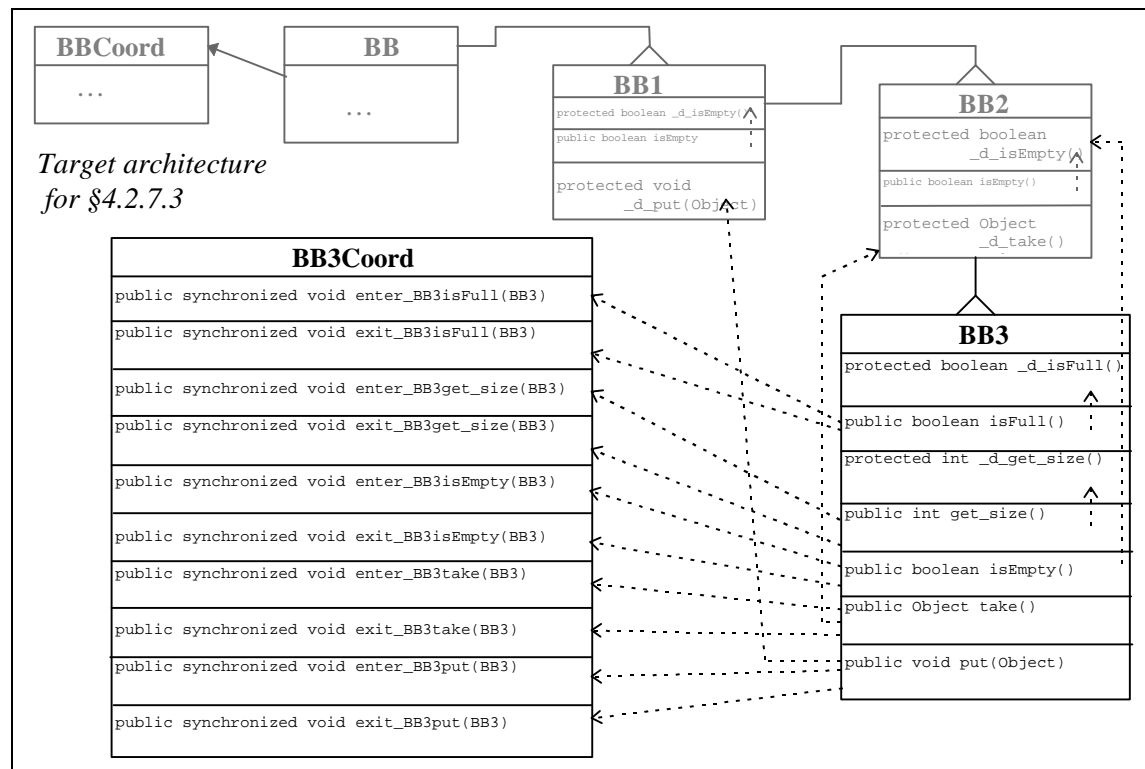 BBCoord
...
BB
...
BB1
protected boolean _d_isEmpty()
public boolean isEmpty
protected void
_d_put(Object)
BB2
protected boolean
_d_isEmpty()
public boolean isEmpty()
protected Object
_d_take()
Target architecture
for §4.2.7.3
BB3Coord
public synchronized void enter_BB3isFull(BB3)
public synchronized void exit_BB3isFull(BB3)
public synchronized void enter_BB3get_size(BB3)
public synchronized void exit_BB3get_size(BB3)
public synchronized void enter_BB3isEmpty(BB3)
public synchronized void exit_BB3isEmpty(BB3)
public synchronized void enter_BB3take(BB3)
public synchronized void exit_BB3take(BB3)
public synchronized void enter_BB3put(BB3)
public synchronized void exit_BB3put(BB3)
BB3
protected boolean _d_isFull()
public boolean isFull()
protected int _d_get_size()
public int get_size()
public boolean isEmpty()
public Object take()
public void put(Object)